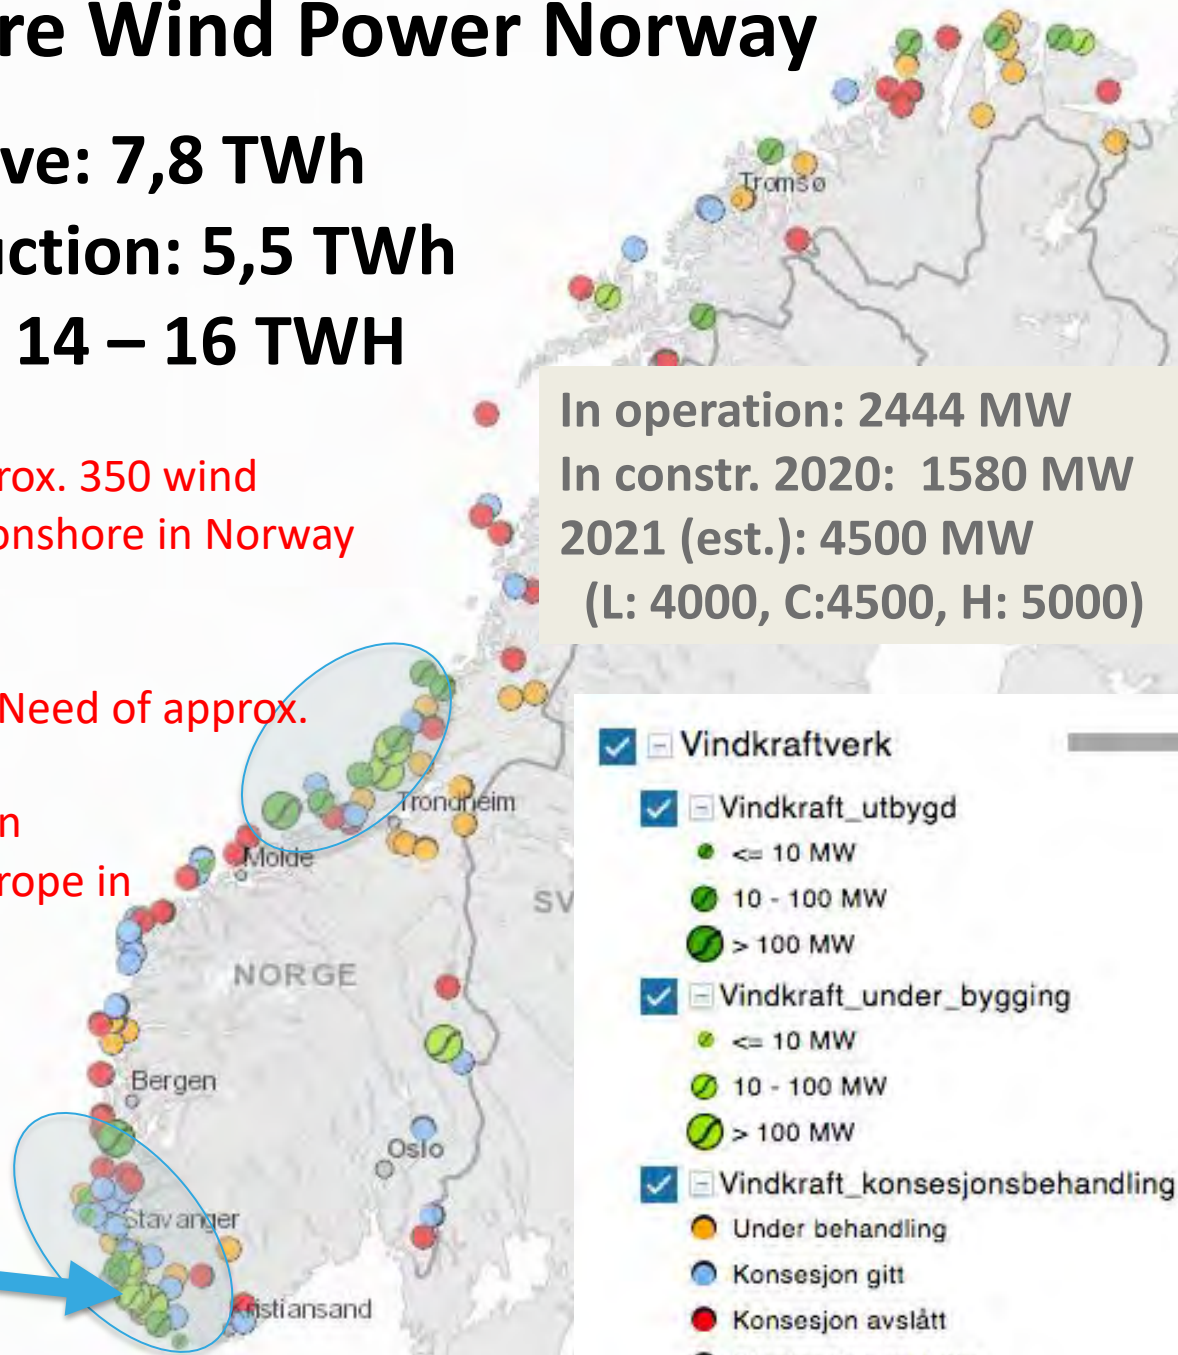 re Wind Power Norway
ve: 7,8 TWh
uction: 5,5 TWh
14 – 16 TWH
In operation: 2444 MW
In constr. 2020: 1580 MW
2021 (est.): 4500 MW
(L: 4000, C:4500, H: 5000)
rox. 350 wind
onshore in Norway
Need of approx.
n
rope in
Tromsø
Trondheim
Molde
SV
NORGE
Bergen
Oslo
Stavanger
Kristiansand
Vindkraftverk
Vindkraft_utbygd
<= 10 MW
10 - 100 MW
> 100 MW
Vindkraft_under_bygging
<= 10 MW
10 - 100 MW
> 100 MW
Vindkraft_konsesjonsbehandling
Under behandling
Konsesjon gitt
Konsesjon avslått